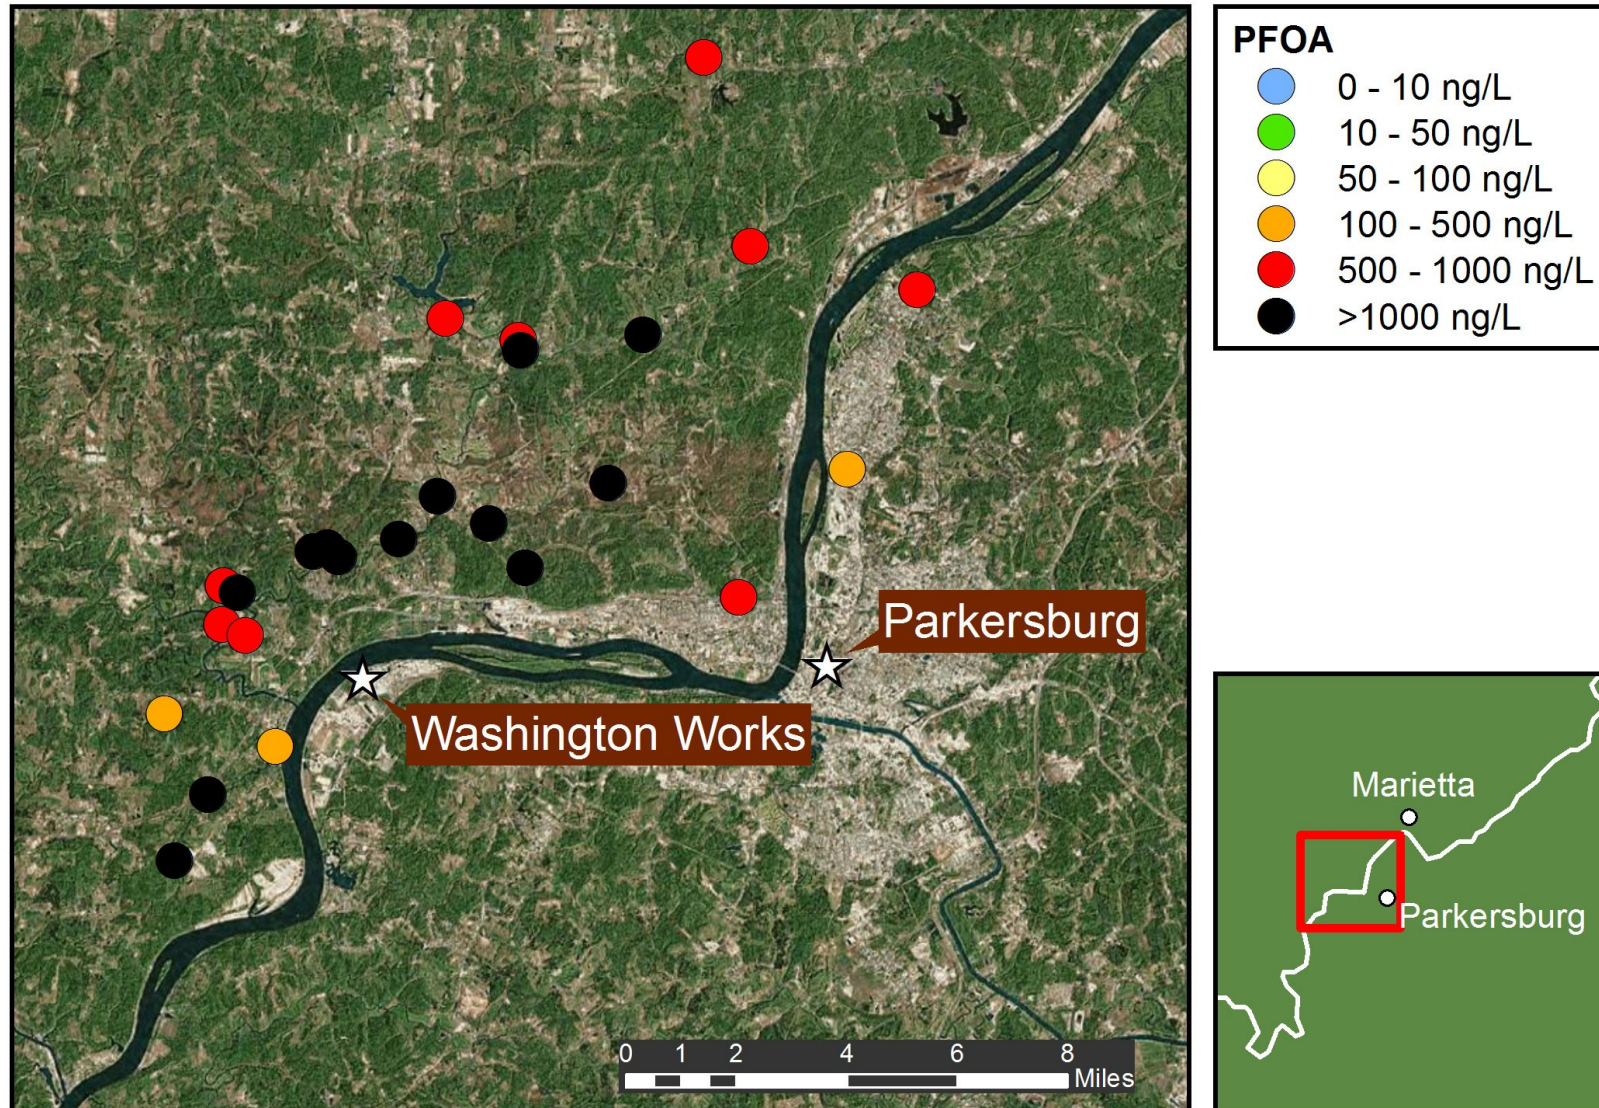 PFOA
0 - 10 ng/L
10 - 50 ng/L
50 - 100 ng/L
100 - 500 ng/L
500 - 1000 ng/L
>1000 ng/L
Parkersburg
Washington Works
0 1 2 4 6 8
Miles
Marietta
Parkersburg